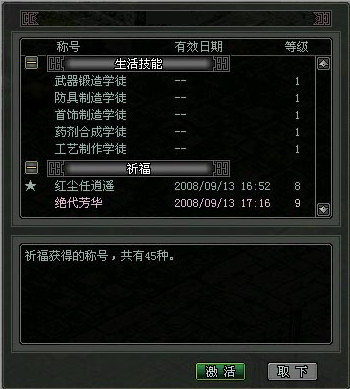 称号 有效日期 等级
生活技能
武器锻造学徒 -- 1
防具制造学徒 -- 1
首饰制造学徒 -- 1
药剂合成学徒 -- 1
工艺制作学徒 -- 1
祈福
★ 红尘任逍遥 2008/09/13 16:52 8
绝代芳华 2008/09/13 17:16 9
祈福获得的称号，共有45种。
激活 取下